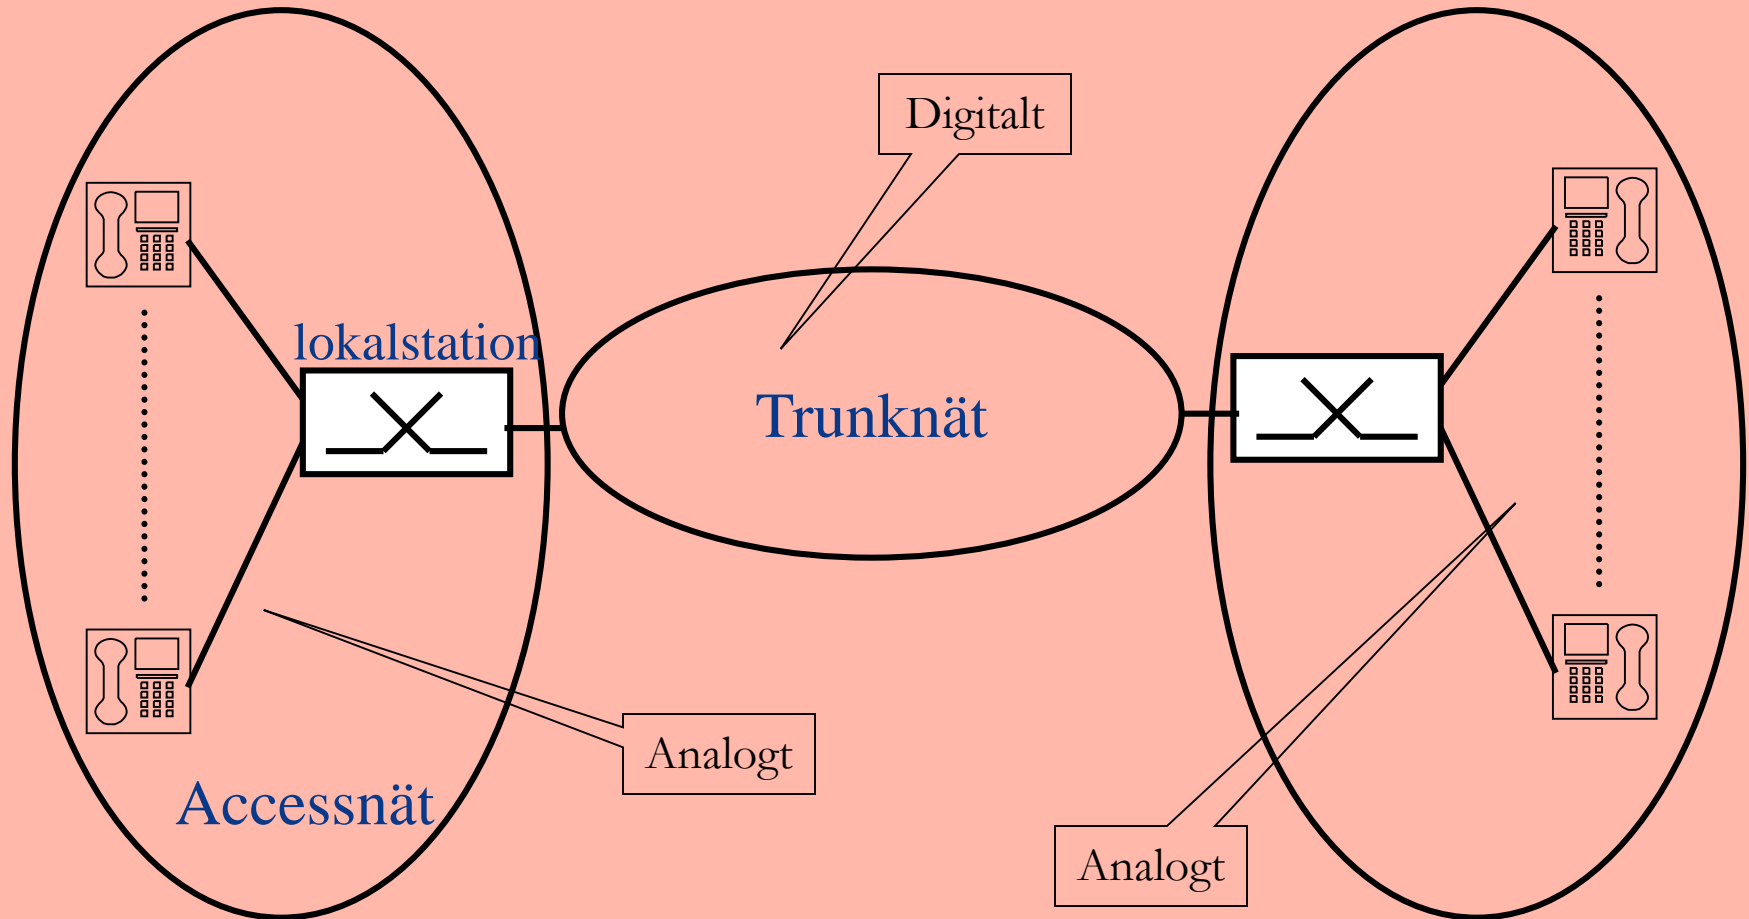 Digitalt
lokalstation
Trunknät
Analogt
Accessnät
Analogt